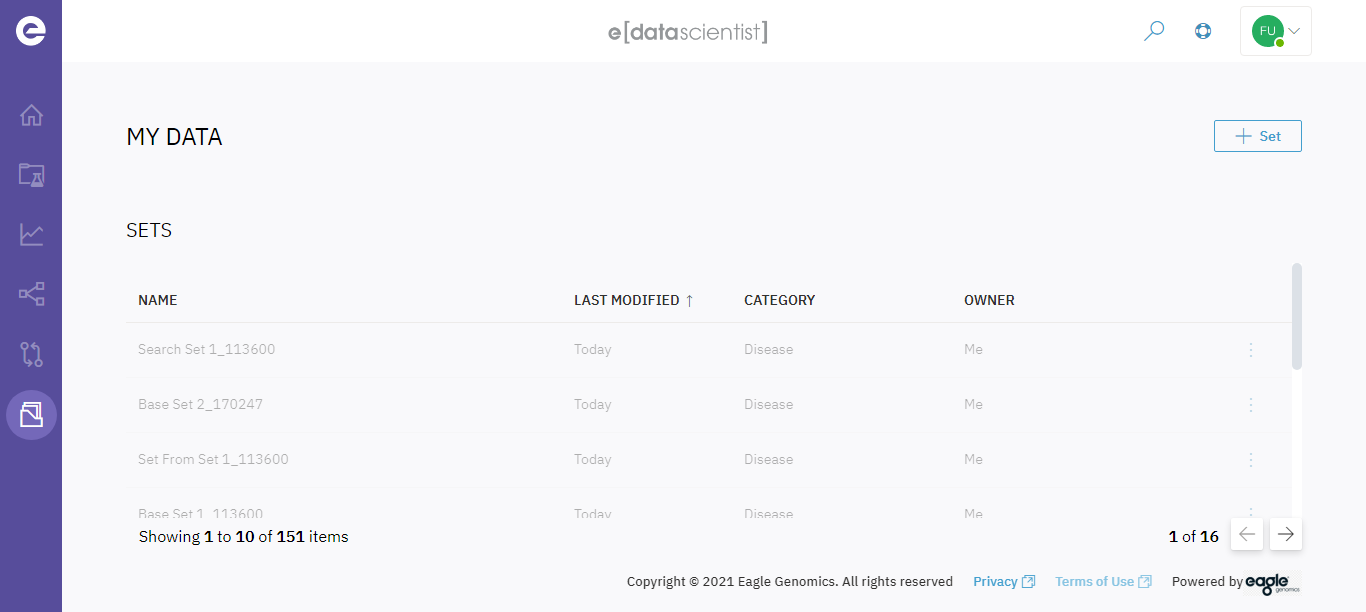 e
e[datascientist]
FU
MY DATA
Set
SETS
NAME LAST MODIFIED ↑ CATEGORY OWNER
Search Set 1_113600 Today Disease Me
Base Set 2_170247 Today Disease Me
Set From Set 1_113600 Today Disease Me
Base Set 1_113600 Today Disease Me
Showing 1 to 10 of 151 items
1 of 16
Copyright © 2021 Eagle Genomics. All rights reserved Privacy Terms of Use Powered by eagle genomics